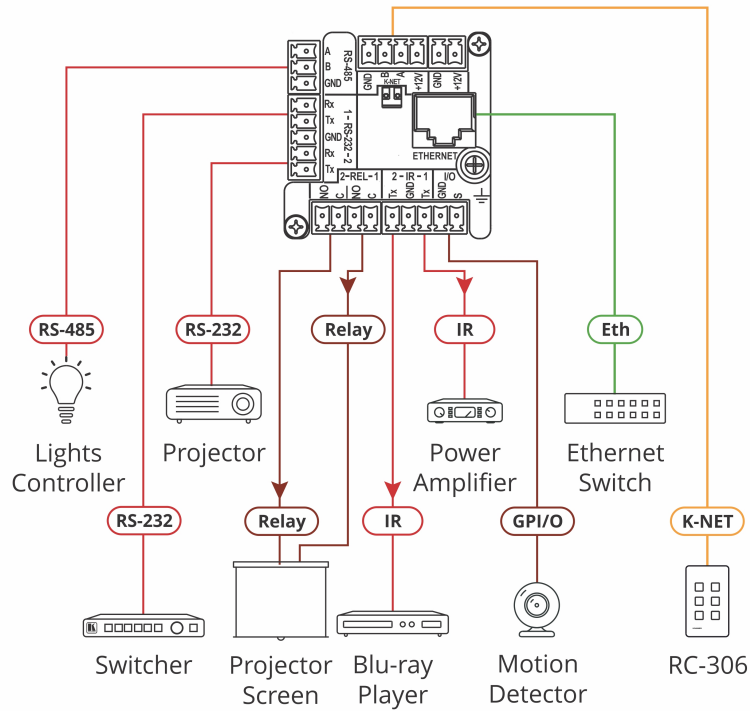 A
B
GND
RS-485
Rx
Tx
GND
Rx
Tx
1 - RS-232 - 2
GND
B
A
+12V
GND
+12V
K-NET
ETHERNET
2-REL-1
2 - IR - 1
I/O
NO
C
NO
C
Tx
GND
Tx
GND
S
RS-485
RS-232
Relay
IR
Eth
Lights
Controller
Projector
Power
Amplifier
Ethernet
Switch
RS-232
Relay
IR
GPI/O
K-NET
Switcher
Projector
Screen
Blu-ray
Player
Motion
Detector
RC-306